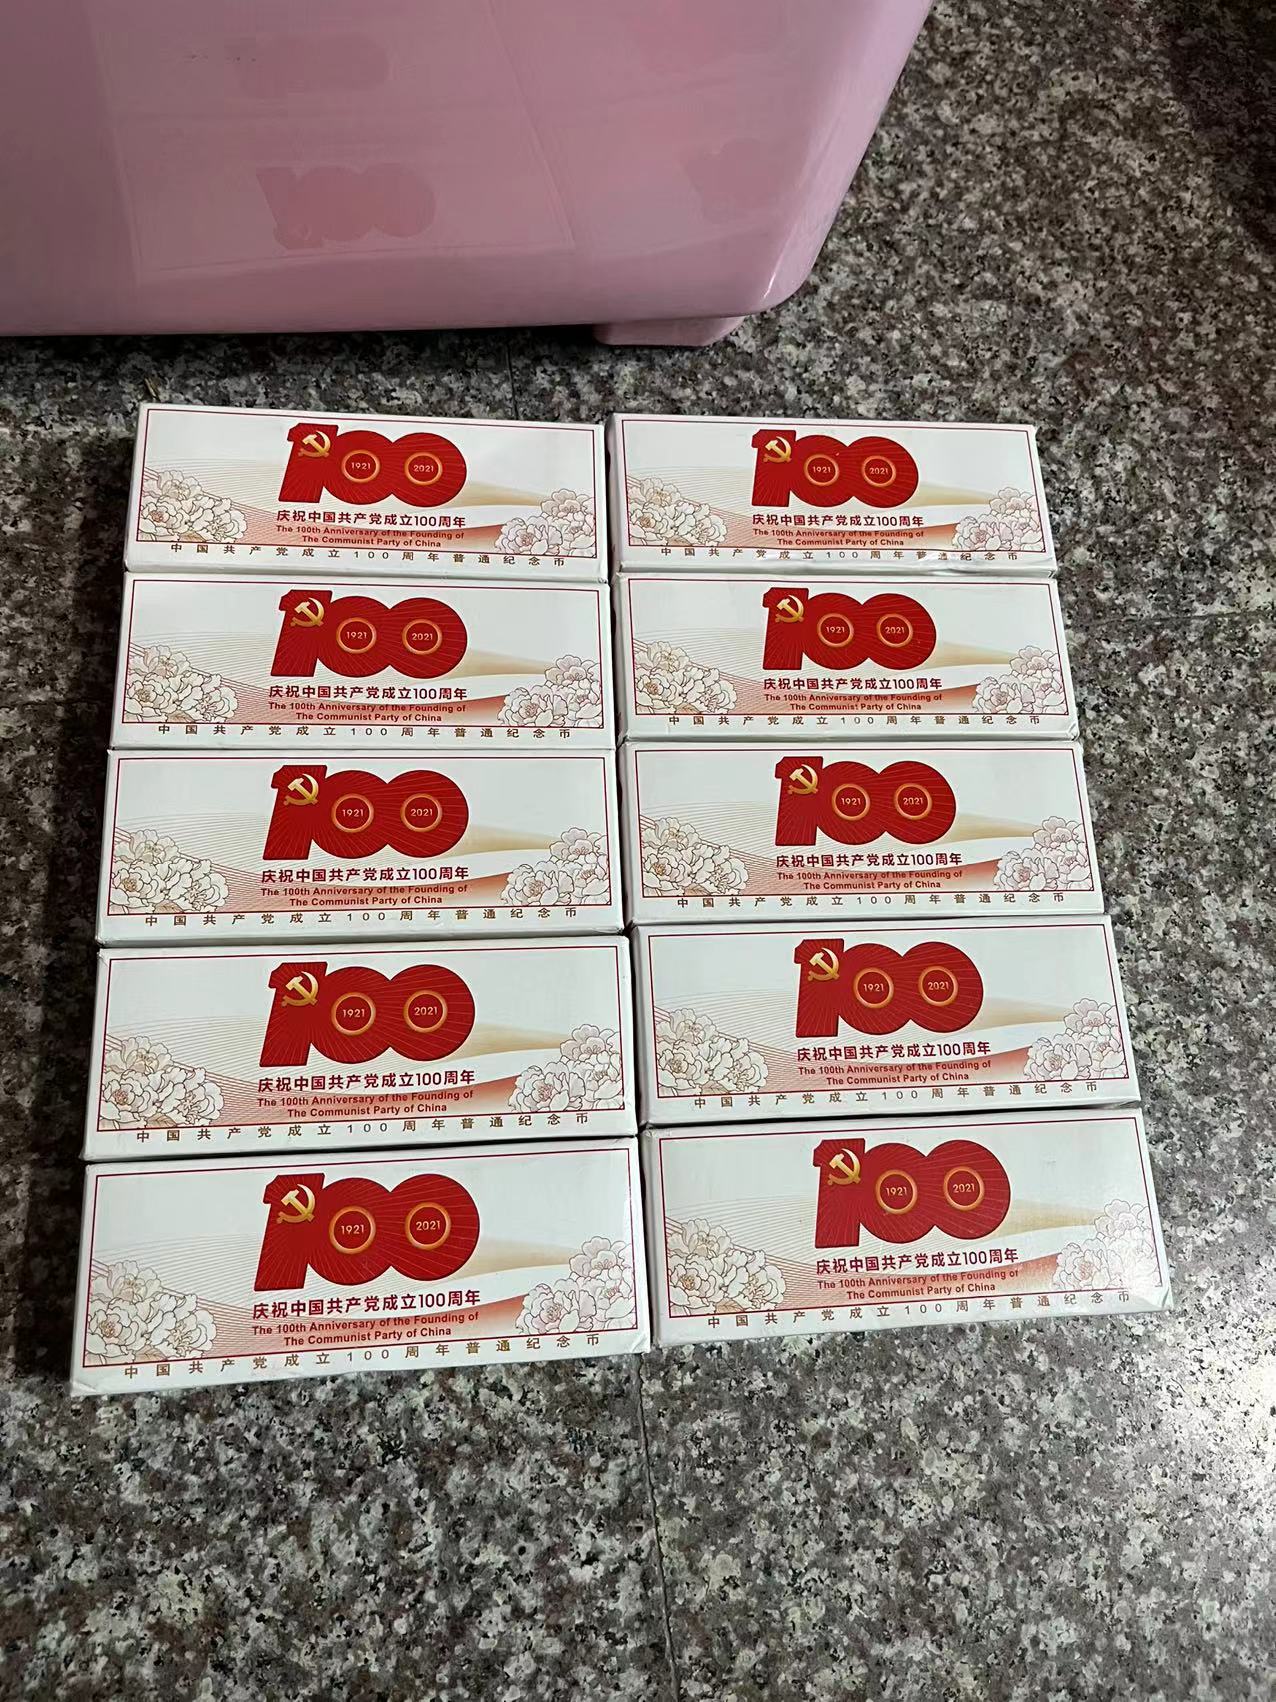 100
1921 2021
庆祝中国共产党成立100周年
The 100th Anniversary of the Founding of
The Communist Party of China
中国共产党成立100周年普通纪念币
100
1921 2021
庆祝中国共产党成立100周年
The 100th Anniversary of the Founding of
The Communist Party of China
中国共产党成立100周年普通纪念币
100
1921 2021
庆祝中国共产党成立100周年
The 100th Anniversary of the Founding of
The Communist Party of China
中国共产党成立100周年普通纪念币
100
1921 2021
庆祝中国共产党成立100周年
The 100th Anniversary of the Founding of
The Communist Party of China
中国共产党成立100周年普通纪念币
100
1921 2021
庆祝中国共产党成立100周年
The 100th Anniversary of the Founding of
The Communist Party of China
中国共产党成立100周年普通纪念币
100
1921 2021
庆祝中国共产党成立100周年
The 100th Anniversary of the Founding of
The Communist Party of China
中国共产党成立100周年普通纪念币
100
1921 2021
庆祝中国共产党成立100周年
The 100th Anniversary of the Founding of
The Communist Party of China
中国共产党成立100周年普通纪念币
100
1921 2021
庆祝中国共产党成立100周年
The 100th Anniversary of the Founding of
The Communist Party of China
中国共产党成立100周年普通纪念币
100
1921 2021
庆祝中国共产党成立100周年
The 100th Anniversary of the Founding of
The Communist Party of China
中国共产党成立100周年普通纪念币
100
1921 2021
庆祝中国共产党成立100周年
The 100th Anniversary of the Founding of
The Communist Party of China
中国共产党成立100周年普通纪念币